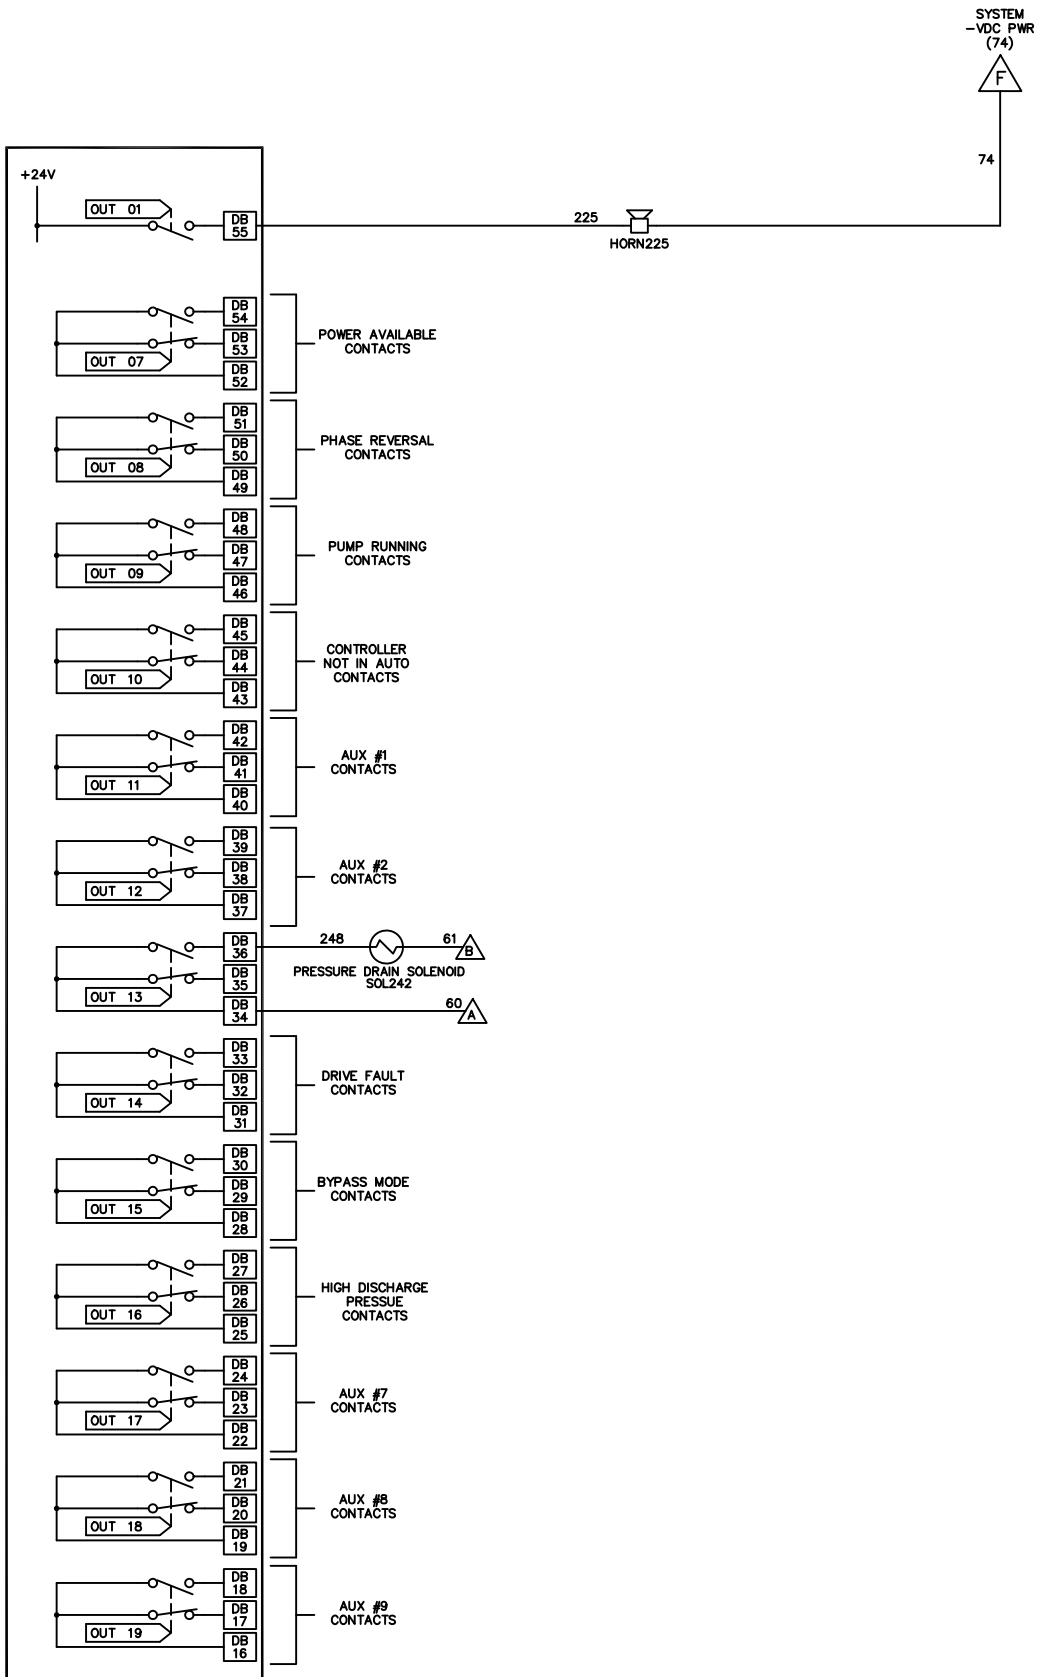 SYSTEM
-VDC PWR
(74)
F
74
+24V
OUT 01
DB
55
225
HORN225
DB
54
DB
53
OUT 07
DB
52
POWER AVAILABLE
CONTACTS
DB
51
DB
50
OUT 08
DB
49
PHASE REVERSAL
CONTACTS
DB
48
DB
47
OUT 09
DB
46
PUMP RUNNING
CONTACTS
DB
45
DB
44
OUT 10
DB
43
CONTROLLER
NOT IN AUTO
CONTACTS
DB
42
DB
41
OUT 11
DB
40
AUX #1
CONTACTS
DB
39
DB
38
OUT 12
DB
37
AUX #2
CONTACTS
DB
36
248
61
B
PRESSURE DRAIN SOLENOID
SOL242
DB
35
OUT 13
DB
34
60
A
DB
33
DB
32
OUT 14
DB
31
DRIVE FAULT
CONTACTS
DB
30
DB
29
OUT 15
DB
28
BYPASS MODE
CONTACTS
DB
27
DB
26
OUT 16
DB
25
HIGH DISCHARGE
PRESSUE
CONTACTS
DB
24
DB
23
OUT 17
DB
22
AUX #7
CONTACTS
DB
21
DB
20
OUT 18
DB
19
AUX #8
CONTACTS
DB
18
DB
17
OUT 19
DB
16
AUX #9
CONTACTS